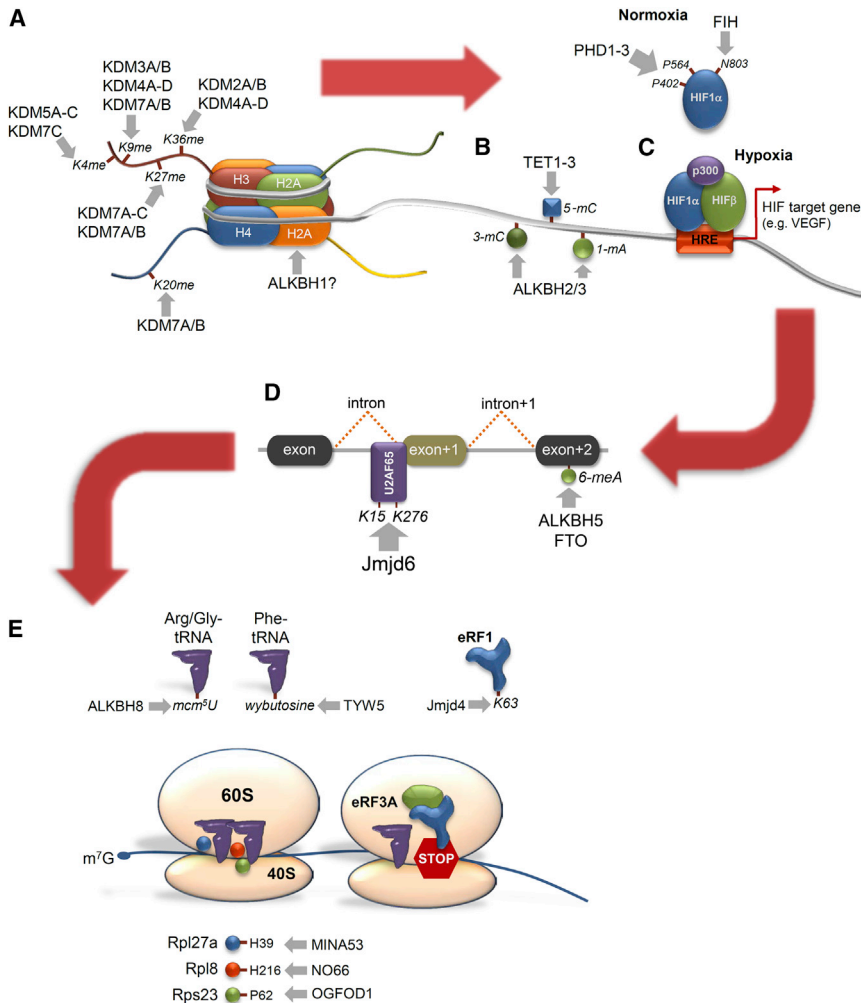 A
KDM3A/B
KDM4A-D
KDM7A/B
KDM2A/B
KDM4A-D
KDM5A-C
KDM7C
K4me
K9me
K36me
K27me
KDM7A-C
KDM7A/B
H3
H2A
H4
H2A
K20me
KDM7A/B
ALKBH1?
Normoxia
FIH
PHD1-3
P564
N803
P402
HIF1α
B
TET1-3
5-mC
3-mC
1-mA
ALKBH2/3
C
Hypoxia
p300
HIF1α
HIFβ
HRE
HIF target gene
(e.g. VEGF)
D
intron
intron+1
exon
exon+1
exon+2
U2AF65
K15
K276
Jmjd6
6-meA
ALKBH5
FTO
E
Arg/Gly-
tRNA
Phe-
tRNA
eRF1
ALKBH8
mcm⁵U
wybutosine
TYW5
Jmjd4
K63
60S
40S
eRF3A
STOP
m⁷G
Rpl27a H39 MINA53
Rpl8 H216 NO66
Rps23 P62 OGFOD1